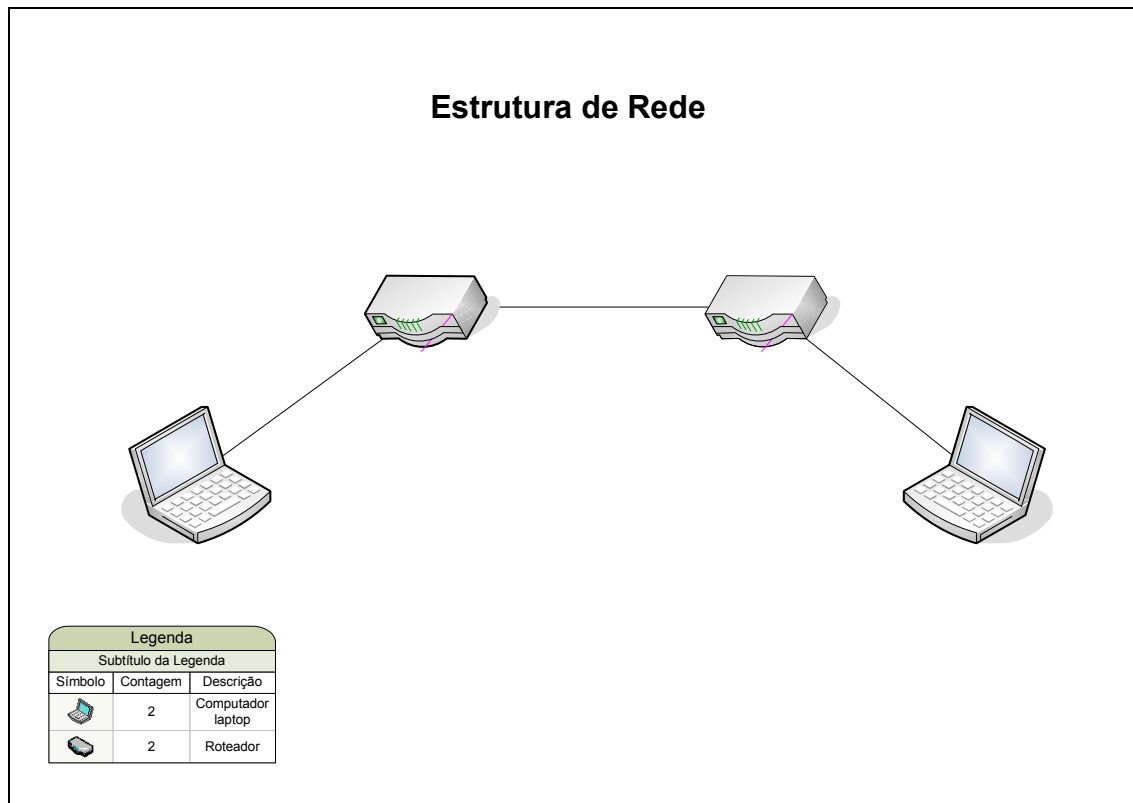 Estrutura de Rede
Legenda
Subtítulo da Legenda
Símbolo Contagem Descrição
2 Computador laptop
2 Roteador